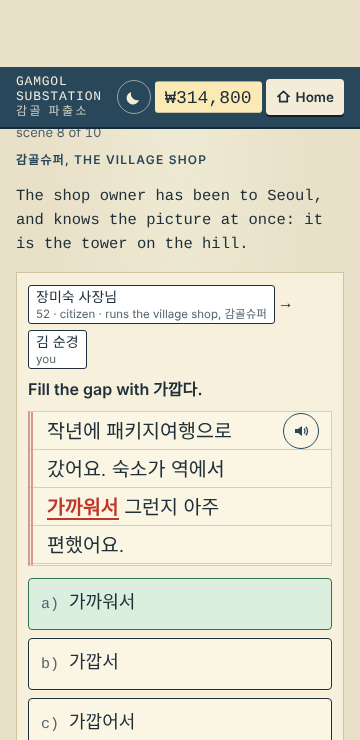 GAMGOL
SUBSTATION
감골 파출소
₩314,800
Home
scene 8 of 10
감골슈퍼, THE VILLAGE SHOP
The shop owner has been to Seoul,
and knows the picture at once: it
is the tower on the hill.
장미숙 사장님
52 · citizen · runs the village shop, 감골슈퍼
→
김 순경
you
Fill the gap with 가깝다.
작년에 패키지여행으로
갔어요. 숙소가 역에서
가까워서 그런지 아주
편했어요.
a) 가까워서
b) 가깝서
c) 가깝어서